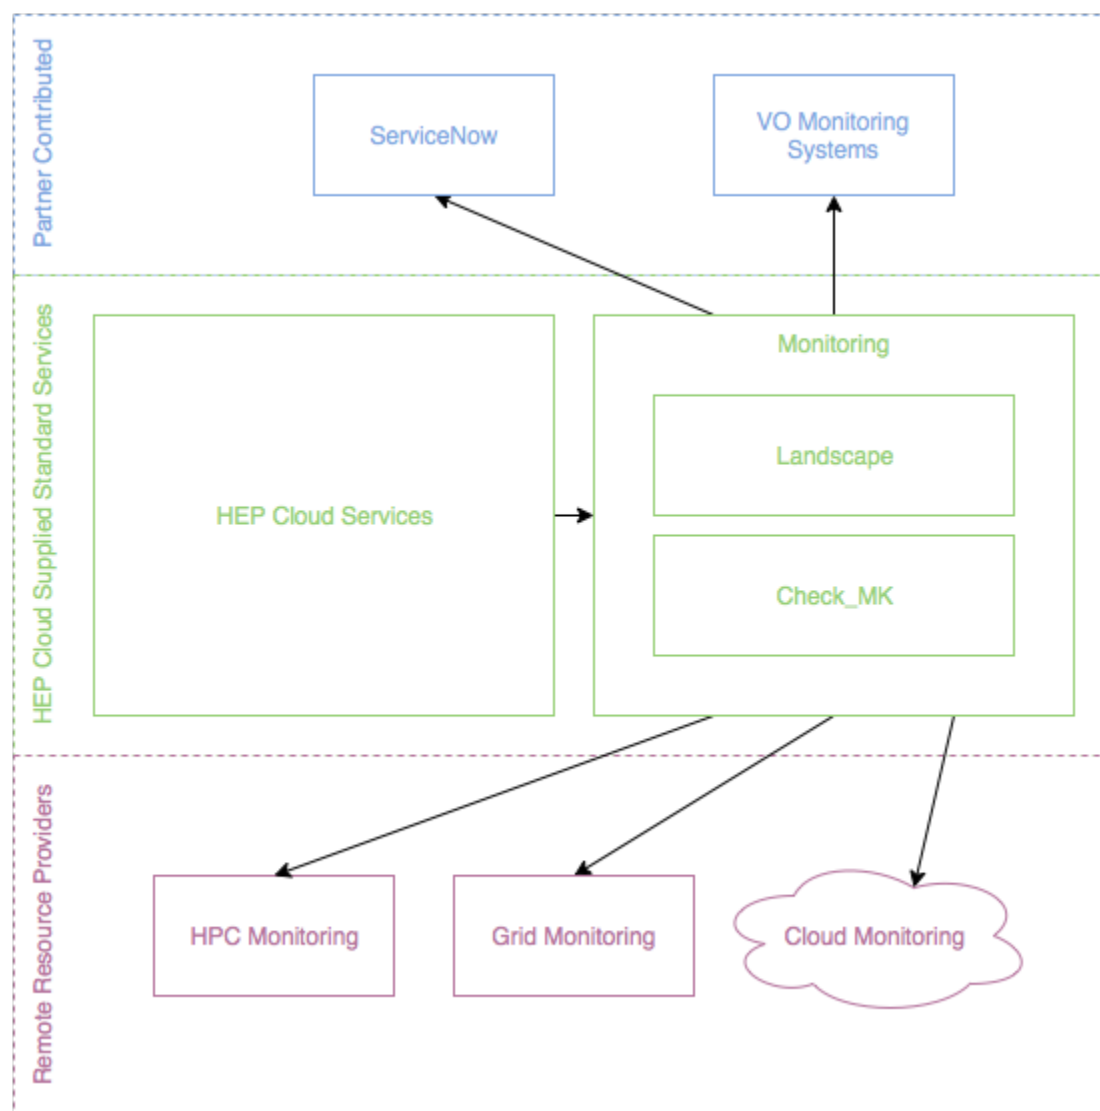 Partner Contributed
ServiceNow
VO Monitoring
Systems
HEP Cloud Supplied Standard Services
HEP Cloud Services
Monitoring
Landscape
Check_MK
Remote Resource Providers
HPC Monitoring
Grid Monitoring
Cloud Monitoring